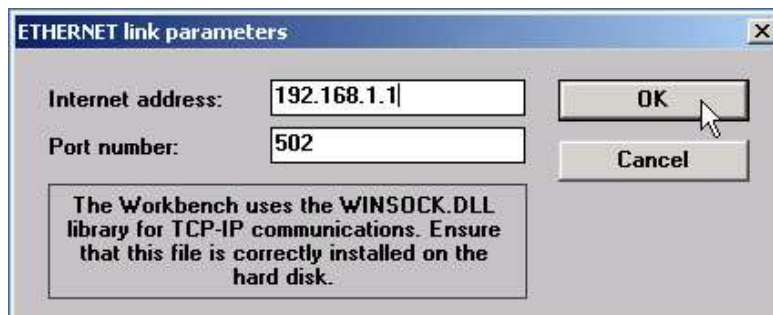 ETHERNET link parameters
Internet address: 192.168.1.1
OK
Port number: 502
Cancel
The Workbench uses the WINSOCK.DLL
library for TCP-IP communications. Ensure
that this file is correctly installed on the
hard disk.